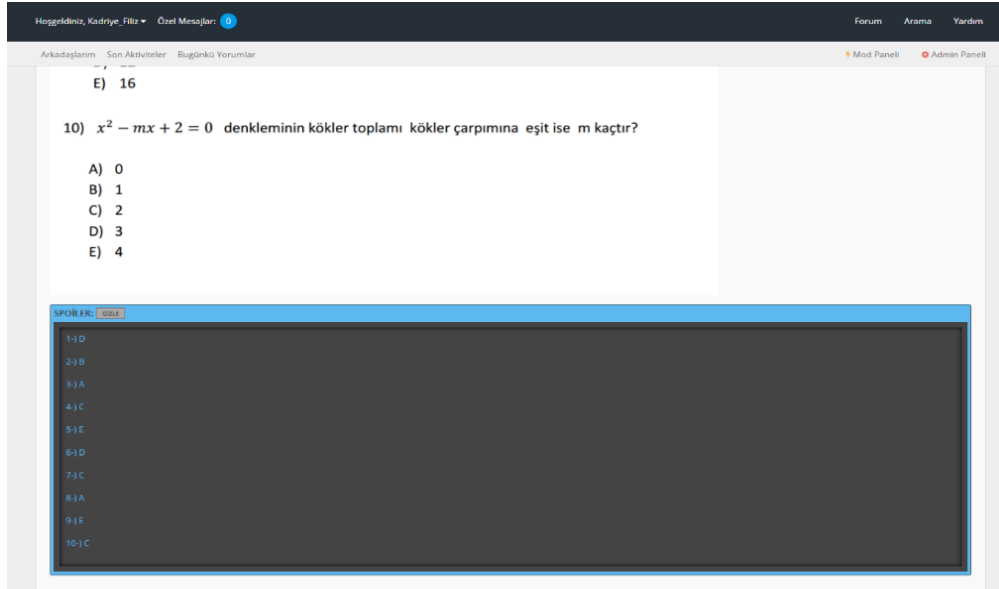 Hoşgeldiniz, Kadriye_Filiz Özel Mesajlar: 0 Forum Arama Yardım
Arkadaşlarım Son Aktiviteler Bugünkü Yorumlar Mod Paneli Admin Paneli
E) 16
10) x² − mx + 2 = 0 denkleminin kökler toplamı kökler çarpımına eşit ise m kaçtır?
A) 0
B) 1
C) 2
D) 3
E) 4
SPOİLER: GİZLE
1-) D
2-) B
3-) A
4-) C
5-) E
6-) D
7-) C
8-) A
9-) E
10-) C